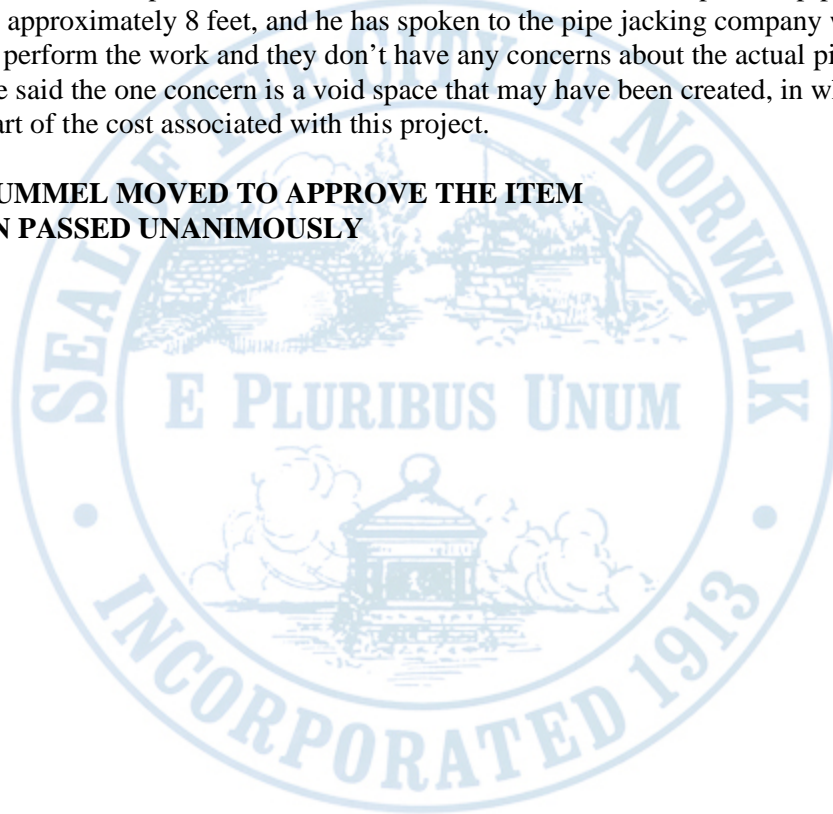 approximately 8 feet, and he has spoken to the pipe jacking company
perform the work and they don't have any concerns about the actual
said the one concern is a void space that may have been created, in
of the cost associated with this project.
UMMEL MOVED TO APPROVE THE ITEM
N PASSED UNANIMOUSLY
SEAL OF THE CITY OF NORWALK
E PLURIBUS UNUM
INCORPORATED 1913